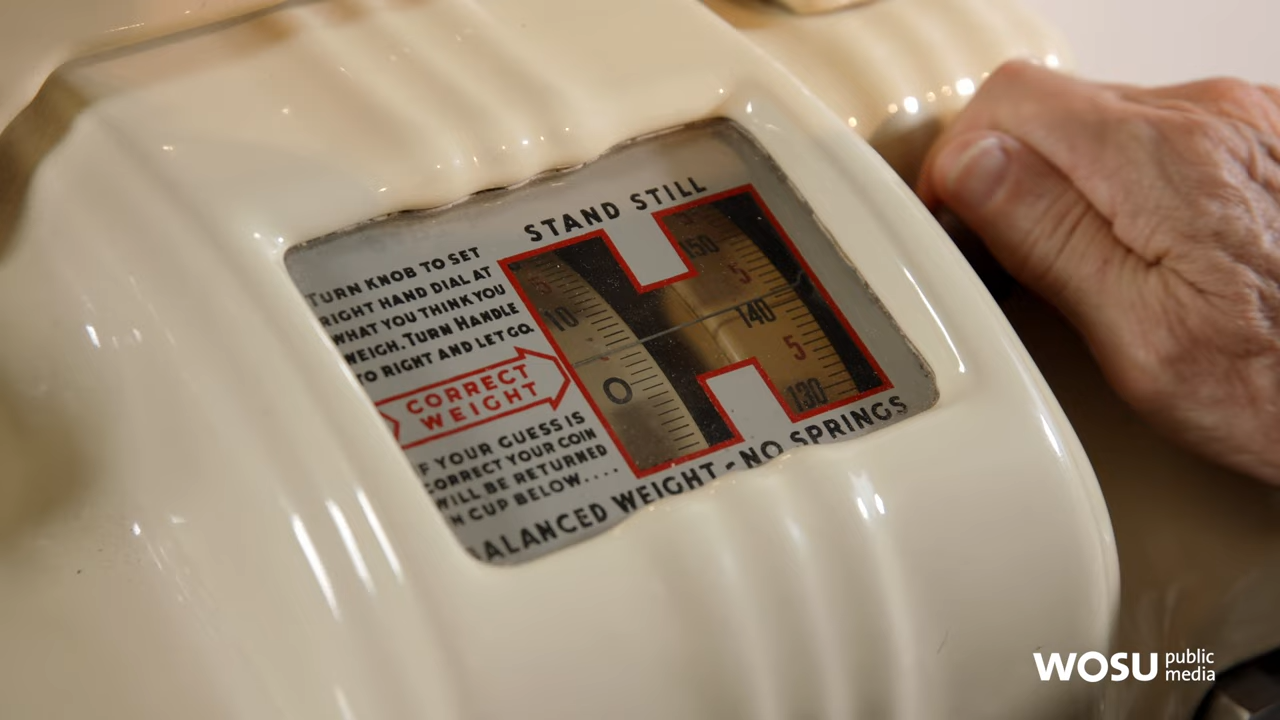 STAND STILL
TURN KNOB TO SET
RIGHT HAND DIAL AT
WHAT YOU THINK YOU
WEIGH. TURN HANDLE
TO RIGHT AND LET GO.
CORRECT
WEIGHT
F YOUR GUESS IS
CORRECT YOUR COIN
WILL BE RETURNED
N CUP BELOW....
BALANCED WEIGHT - NO SPRINGS
5
10
0
150
5
140
5
130
WOSU public
media